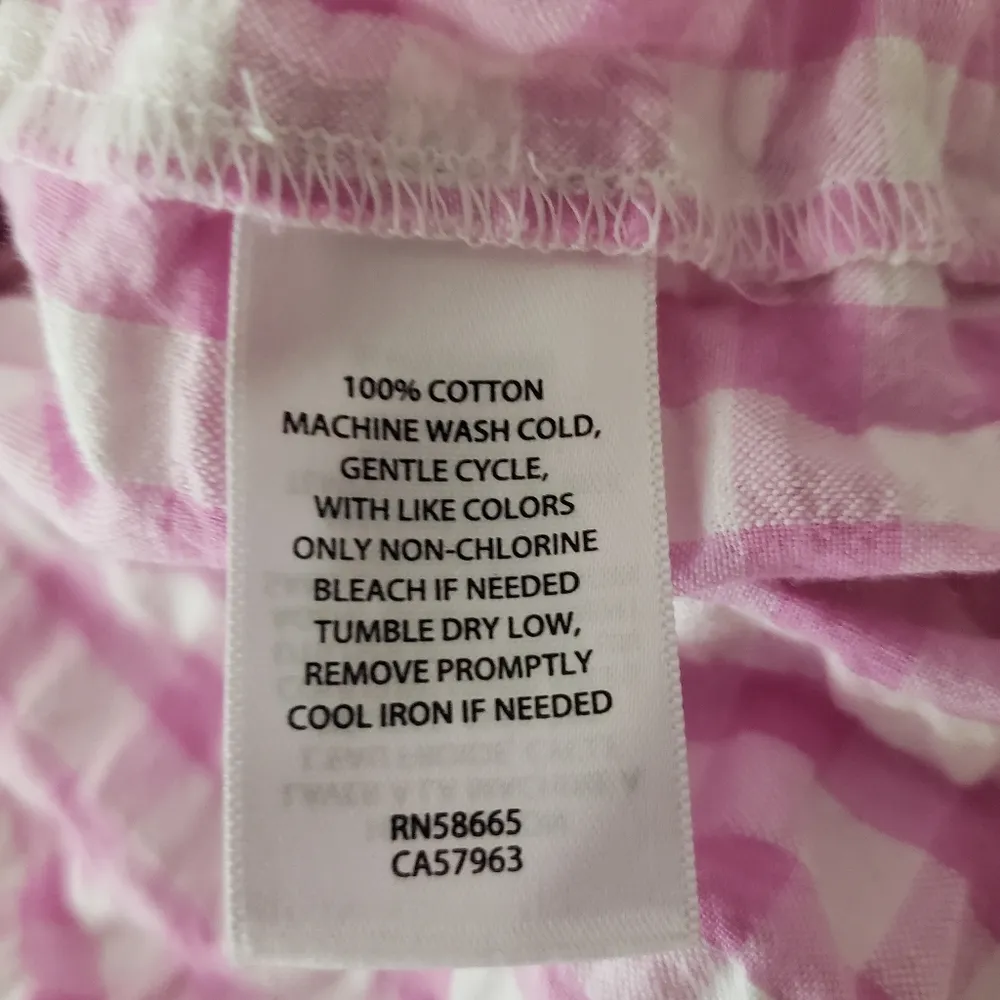 100% COTTON
MACHINE WASH COLD,
GENTLE CYCLE,
WITH LIKE COLORS
ONLY NON-CHLORINE
BLEACH IF NEEDED
TUMBLE DRY LOW,
REMOVE PROMPTLY
COOL IRON IF NEEDED
RN58665
CA57963